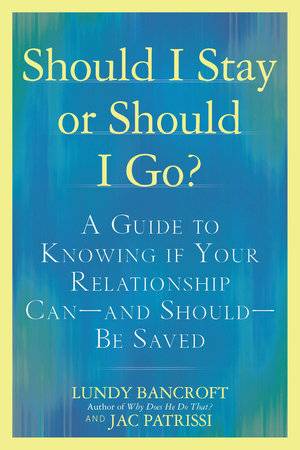 Should I Stay
or Should
I Go?
A Guide to
Knowing if Your
Relationship
Can—and Should—
Be Saved
LUNDY BANCROFT
Author of Why Does He Do That?
AND JAC PATRISSI